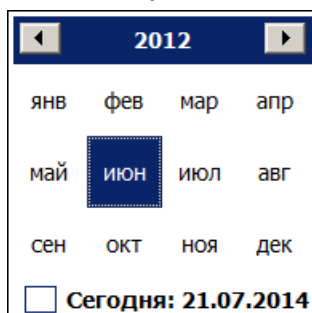 2012
янв фев мар апр
май июн июл авг
сен окт ноя дек
Сегодня: 21.07.2014